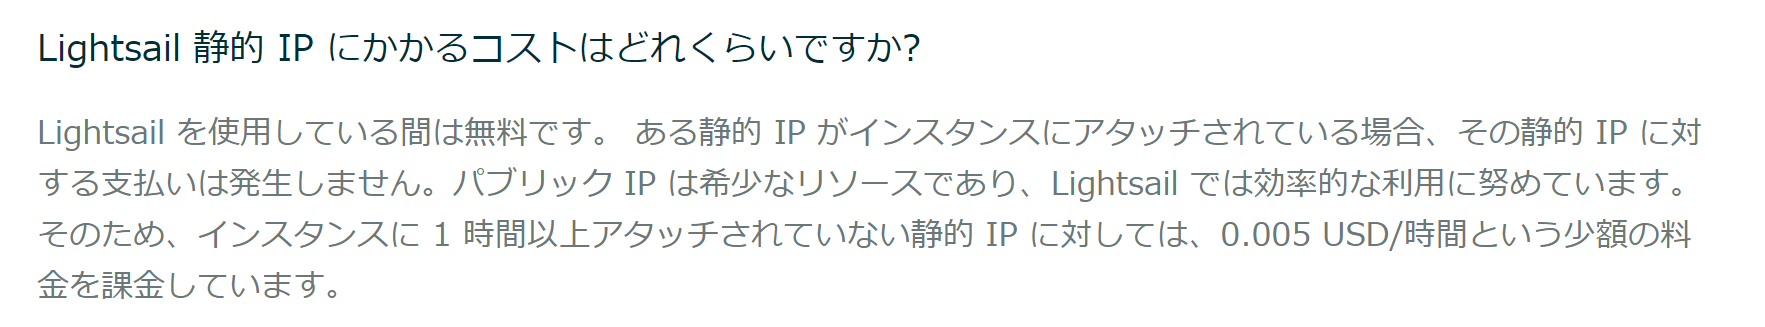 Lightsail 静的 IP にかかるコストはどれくらいですか?
Lightsail を使用している間は無料です。 ある静的 IP がインスタンスにアタッチされている場合、その静的 IP に対
する支払いは発生しません。パブリック IP は希少なリソースであり、Lightsail では効率的な利用に努めています。
そのため、インスタンスに 1 時間以上アタッチされていない静的 IP に対しては、0.005 USD/時間という少額の料
金を課金しています。